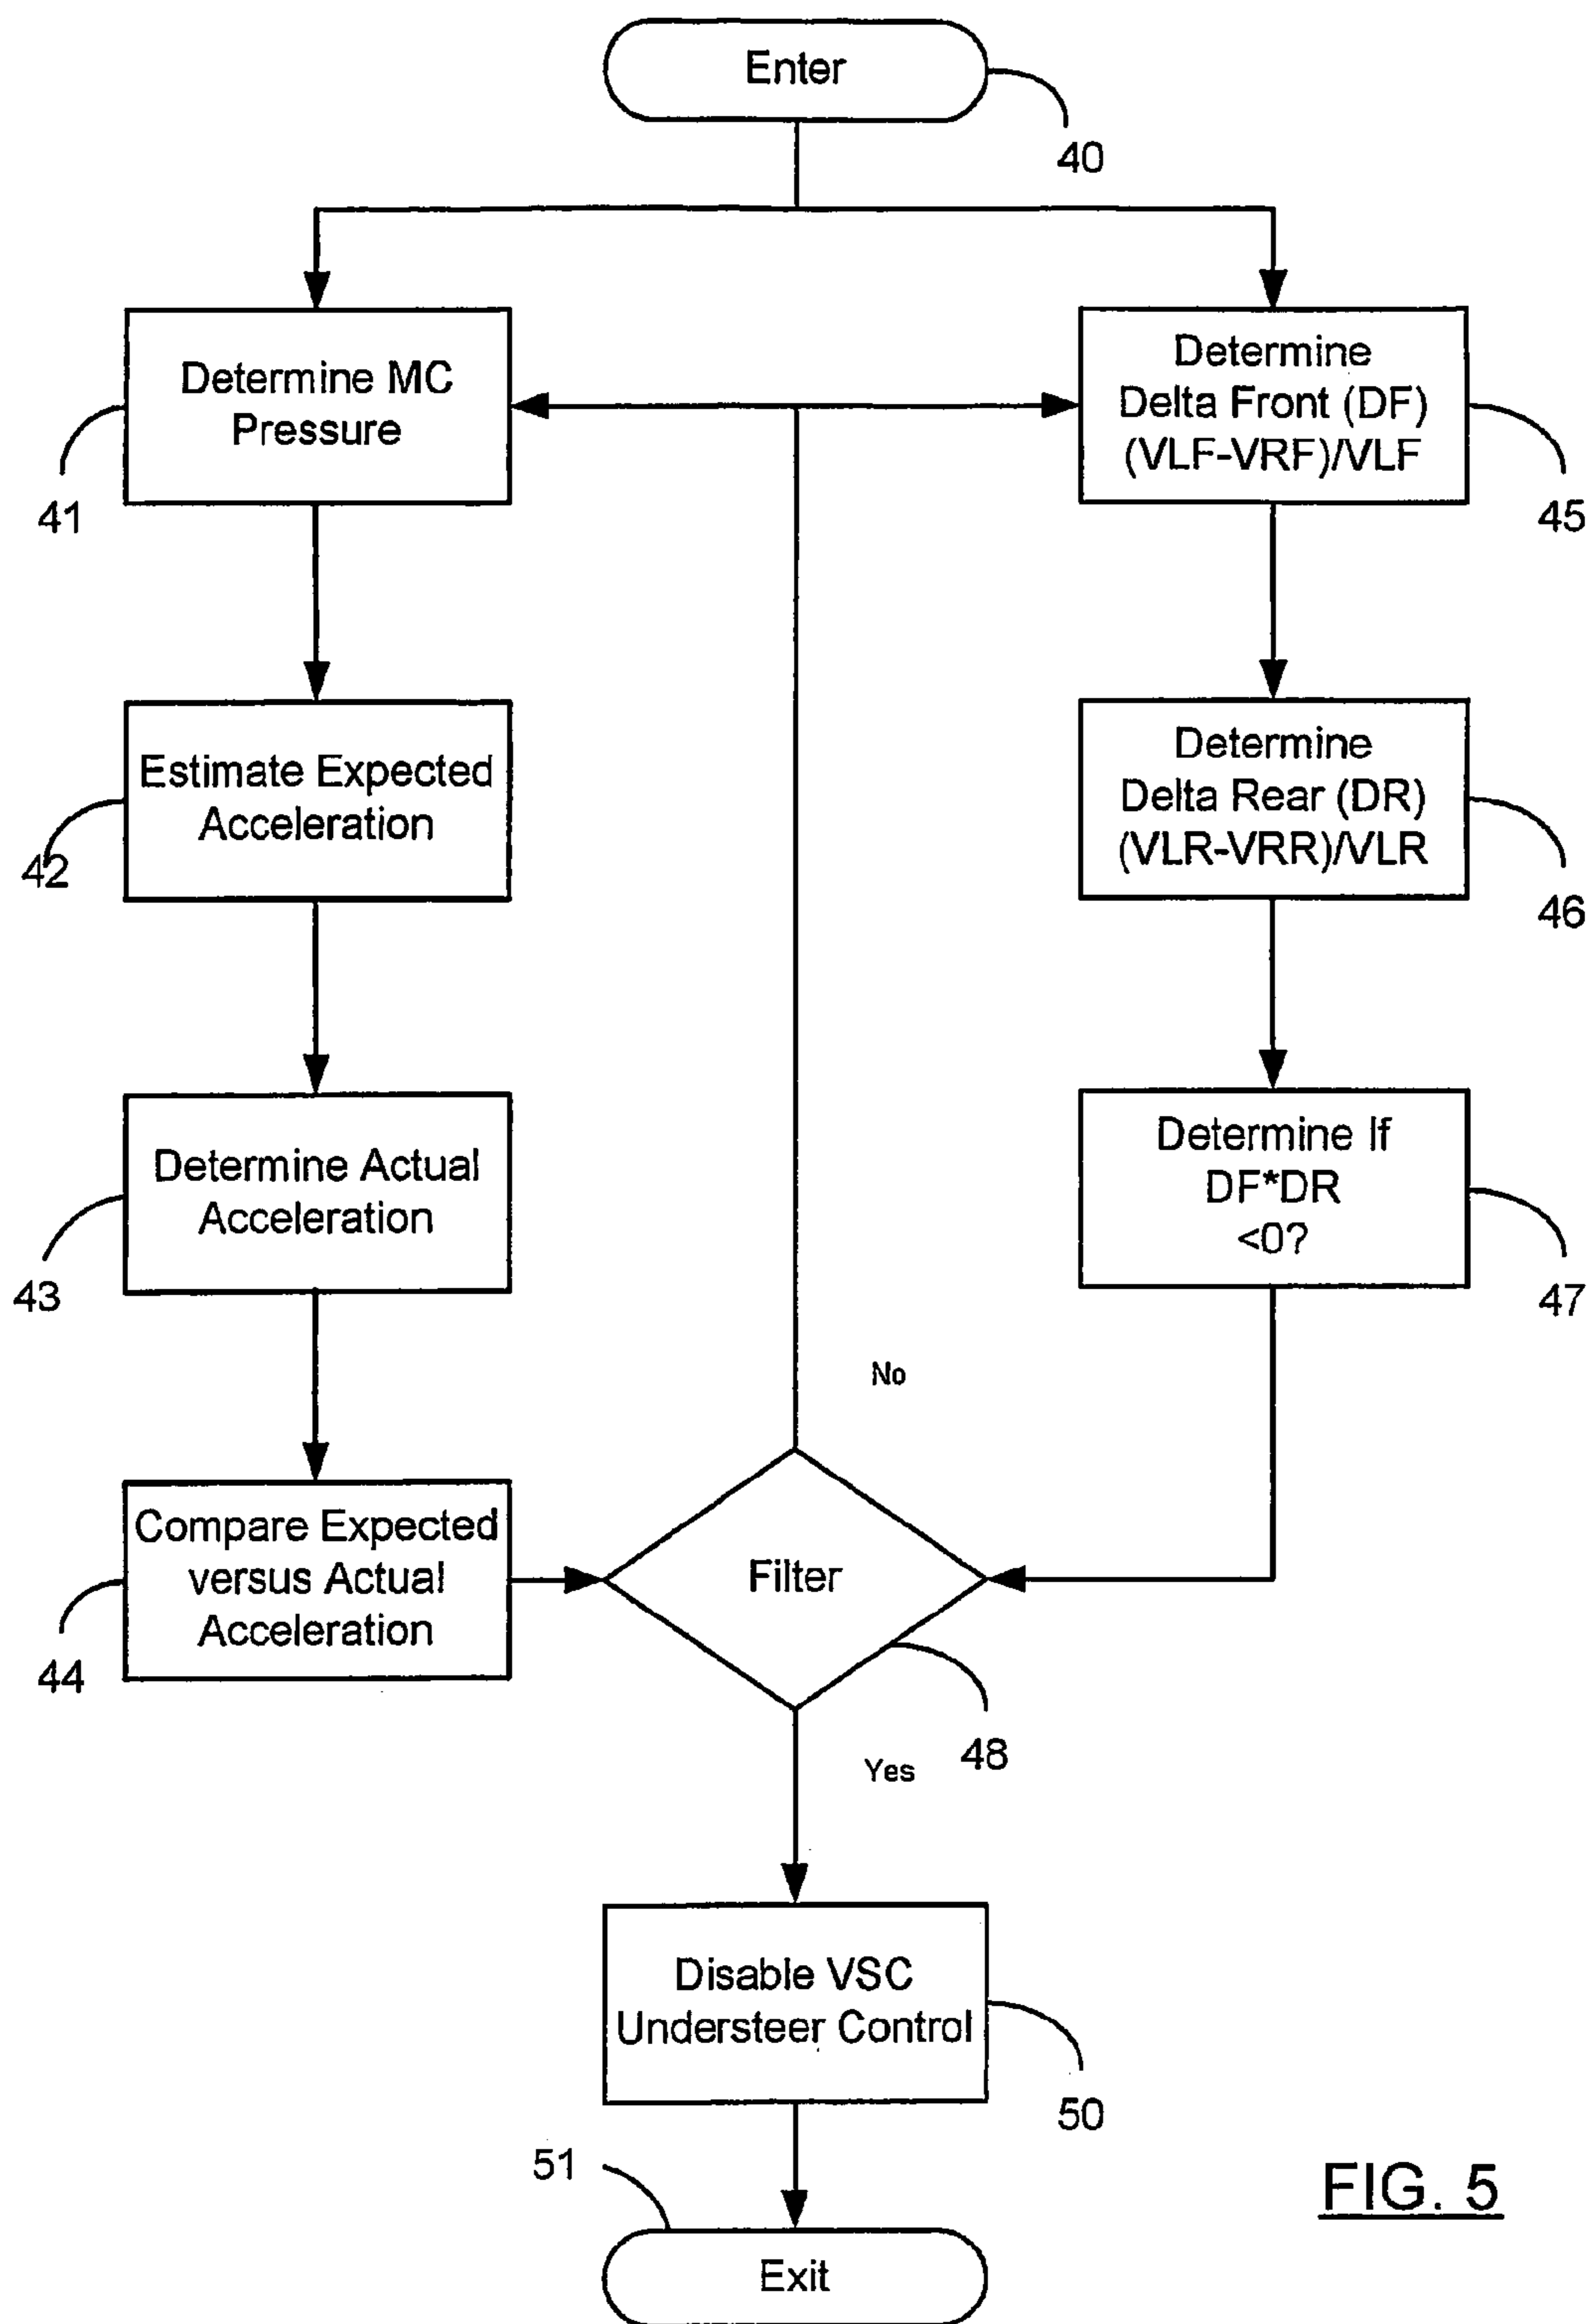 Enter
40
Determine MC
Pressure
41
Determine
Delta Front (DF)
(VLF-VRF)/VLF
45
Estimate Expected
Acceleration
42
Determine
Delta Rear (DR)
(VLR-VRR)/VLR
46
Determine Actual
Acceleration
43
Determine If
DF*DR
<0?
47
No
Compare Expected
versus Actual
Acceleration
44
Filter
48
Yes
Disable VSC
Understeer Control
50
51
Exit
FIG. 5